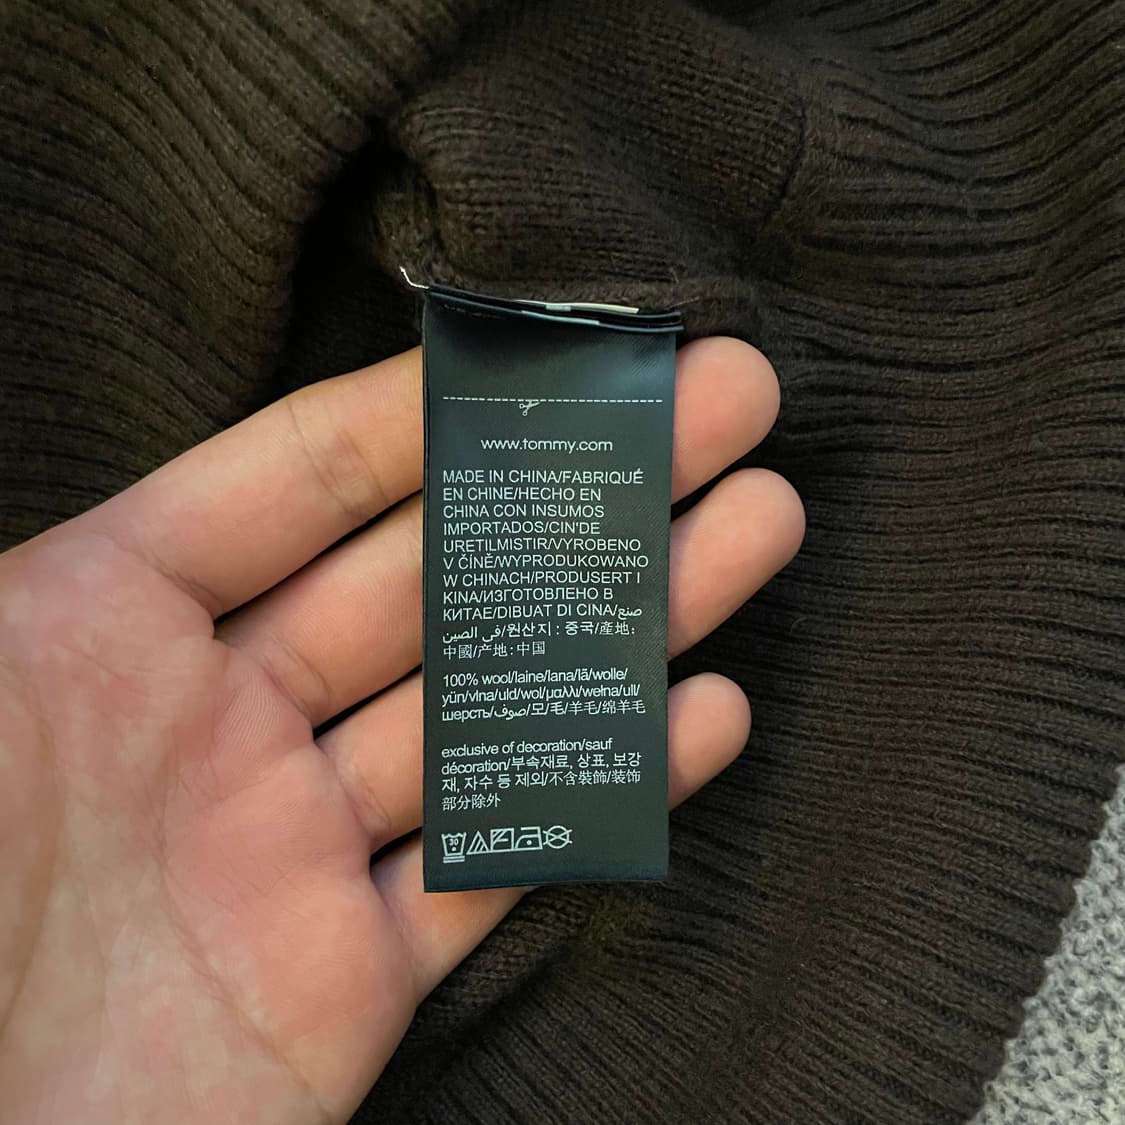 www.tommy.com
MADE IN CHINA/FABRIQUÉ
EN CHINE/HECHO EN
CHINA CON INSUMOS
IMPORTADOS/CIN'DE
URETILMISTIR/VYROBENO
V ČÍNĚ/WYPRODUKOWANO
W CHINACH/PRODUSERT I
KINA/ИЗГОТОВЛЕНО В
КИТАЕ/DIBUAT DI CINA/صنع
في الصين/원산지 : 중국/產地:
中國/产地: 中国
100% wool/laine/lana/lã/wolle/
yün/vlna/uld/wol/μαλλι/wełna/ull/
шерсть/صوف/모/毛/羊毛/绵羊毛
exclusive of decoration/sauf
décoration/부속재료, 상표, 보강
재, 자수 등 제외/不含裝飾/装饰
部分除外
30